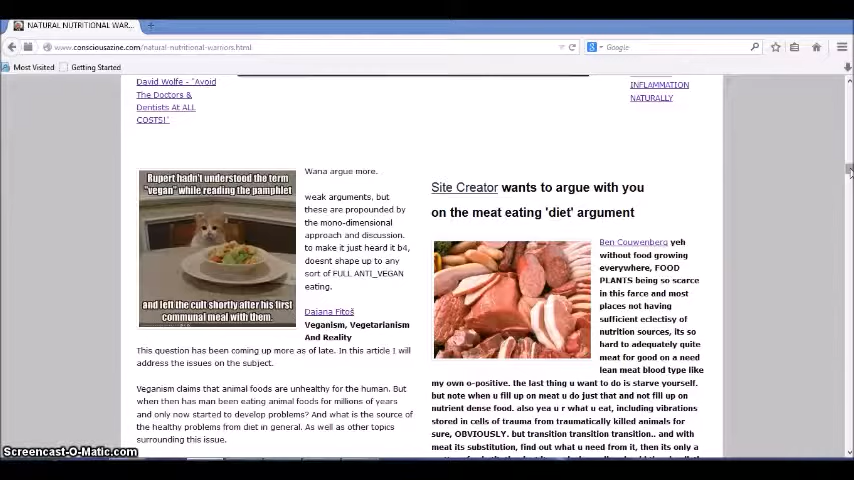 NATURAL NUTRITIONAL WAR...
www.consciousazine.com/natural-nutritional-warriors.html
Google
Most Visited
Getting Started
David Wolfe - "Avoid
The Doctors &
Dentists At ALL
COSTS!'
INFLAMMATION
NATURALLY
Rupert hadn't understood the term
"vegan" while reading the pamphlet
and left the cult shortly after his first
communal meal with them.
Wana argue more.
weak arguments, but
these are propounded by
the mono-dimensional
approach and discussion.
to make it just heard it b4,
doesnt shape up to any
sort of FULL ANTI_VEGAN
eating.
Daiana Fitoš
Veganism, Vegetarianism
And Reality
This question has been coming up more as of late. In this article I will
address the issues on the subject.
Veganism claims that animal foods are unhealthy for the human. But
when then has man been eating animal foods for millions of years
and only now started to develop problems? And what is the source of
the healthy problems from diet in general. As well as other topics
surrounding this issue.
Site Creator wants to argue with you
on the meat eating 'diet' argument
Ben Couwenberg yeh
without food growing
everywhere, FOOD
PLANTS being so scarce
in this farce and most
places not having
sufficient eclectisy of
nutrition sources, its so
hard to adequately quite
meat for good on a need
lean meat blood type like
my own o-positive. the last thing u want to do is starve yourself.
but note when u fill up on meat u do just that and not fill up on
nutrient dense food. also yea u r what u eat, including vibrations
stored in cells of trauma from traumatically killed animals for
sure, OBVIOUSLY. but transition transition transition.. and with
meat its substitution, find out what u need from it, then its only a
Screencast-O-Matic.com